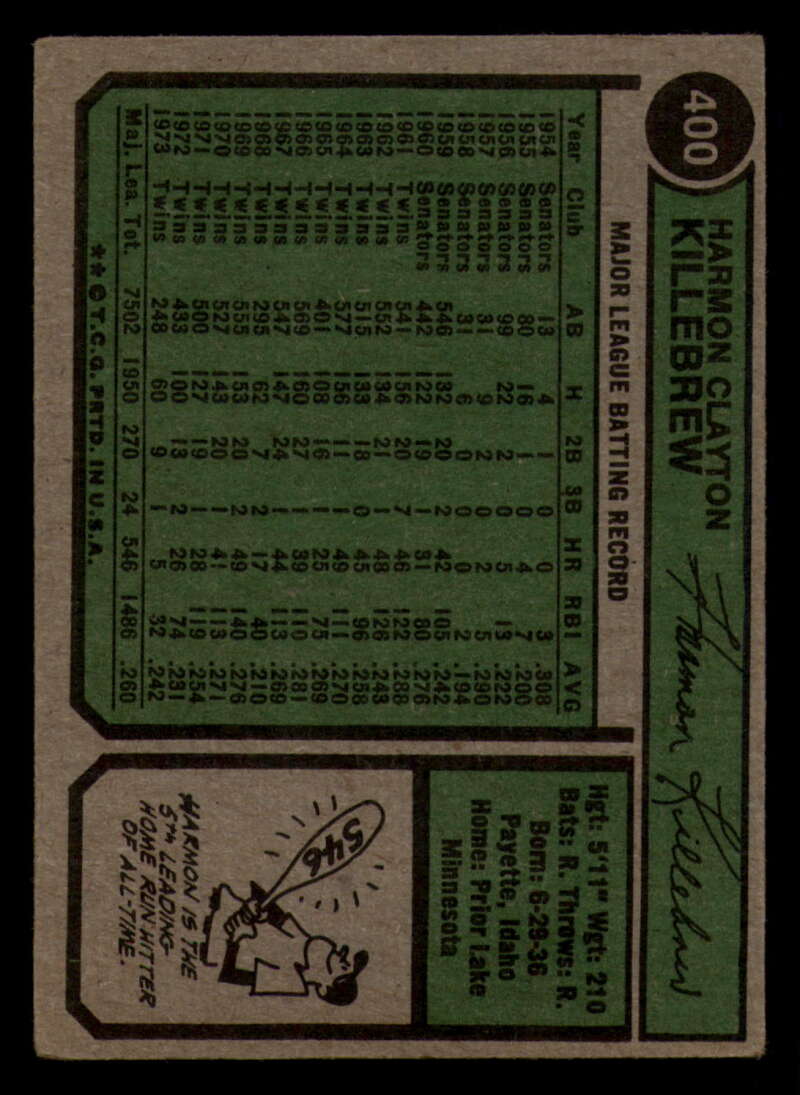 400
HARMON CLAYTON
KILLEBREW
Harmon Killebrew
MAJOR LEAGUE BATTING RECORD
Year Club AB H 2B 3B HR RBI AVG
1954 Senators 13 4 1 0 0 3 .308
1955 Senators 80 16 1 0 4 7 .200
1956 Senators 99 22 2 0 5 13 .222
1957 Senators 31 9 2 0 2 5 .290
1958 Senators 31 6 0 0 0 2 .194
1959 Senators 546 132 20 2 42 105 .242
1960 Senators 442 122 19 1 31 80 .276
1961 Twins 541 156 20 7 46 122 .288
1962 Twins 552 134 21 1 48 126 .243
1963 Twins 515 133 18 0 45 96 .258
1964 Twins 577 156 11 1 49 111 .270
1965 Twins 401 108 16 1 25 75 .269
1966 Twins 569 160 27 1 39 110 .281
1967 Twins 547 147 24 1 44 113 .269
1968 Twins 295 62 7 2 17 40 .210
1969 Twins 555 153 20 2 49 140 .276
1970 Twins 527 143 20 1 41 113 .271
1971 Twins 500 127 19 1 28 119 .254
1972 Twins 433 100 13 2 26 74 .231
1973 Twins 248 60 9 1 5 32 .242
Maj. Lea. Tot. 7502 1950 270 24 546 1486 .260
**© T.C.G. PRTD. IN U.S.A.
Hgt: 5'11" Wgt: 210
Bats: R. Throws: R.
Born: 6-29-36
Payette, Idaho
Home: Prior Lake
Minnesota
546
HARMON IS THE
5TH LEADING
HOME RUN HITTER
OF ALL-TIME.